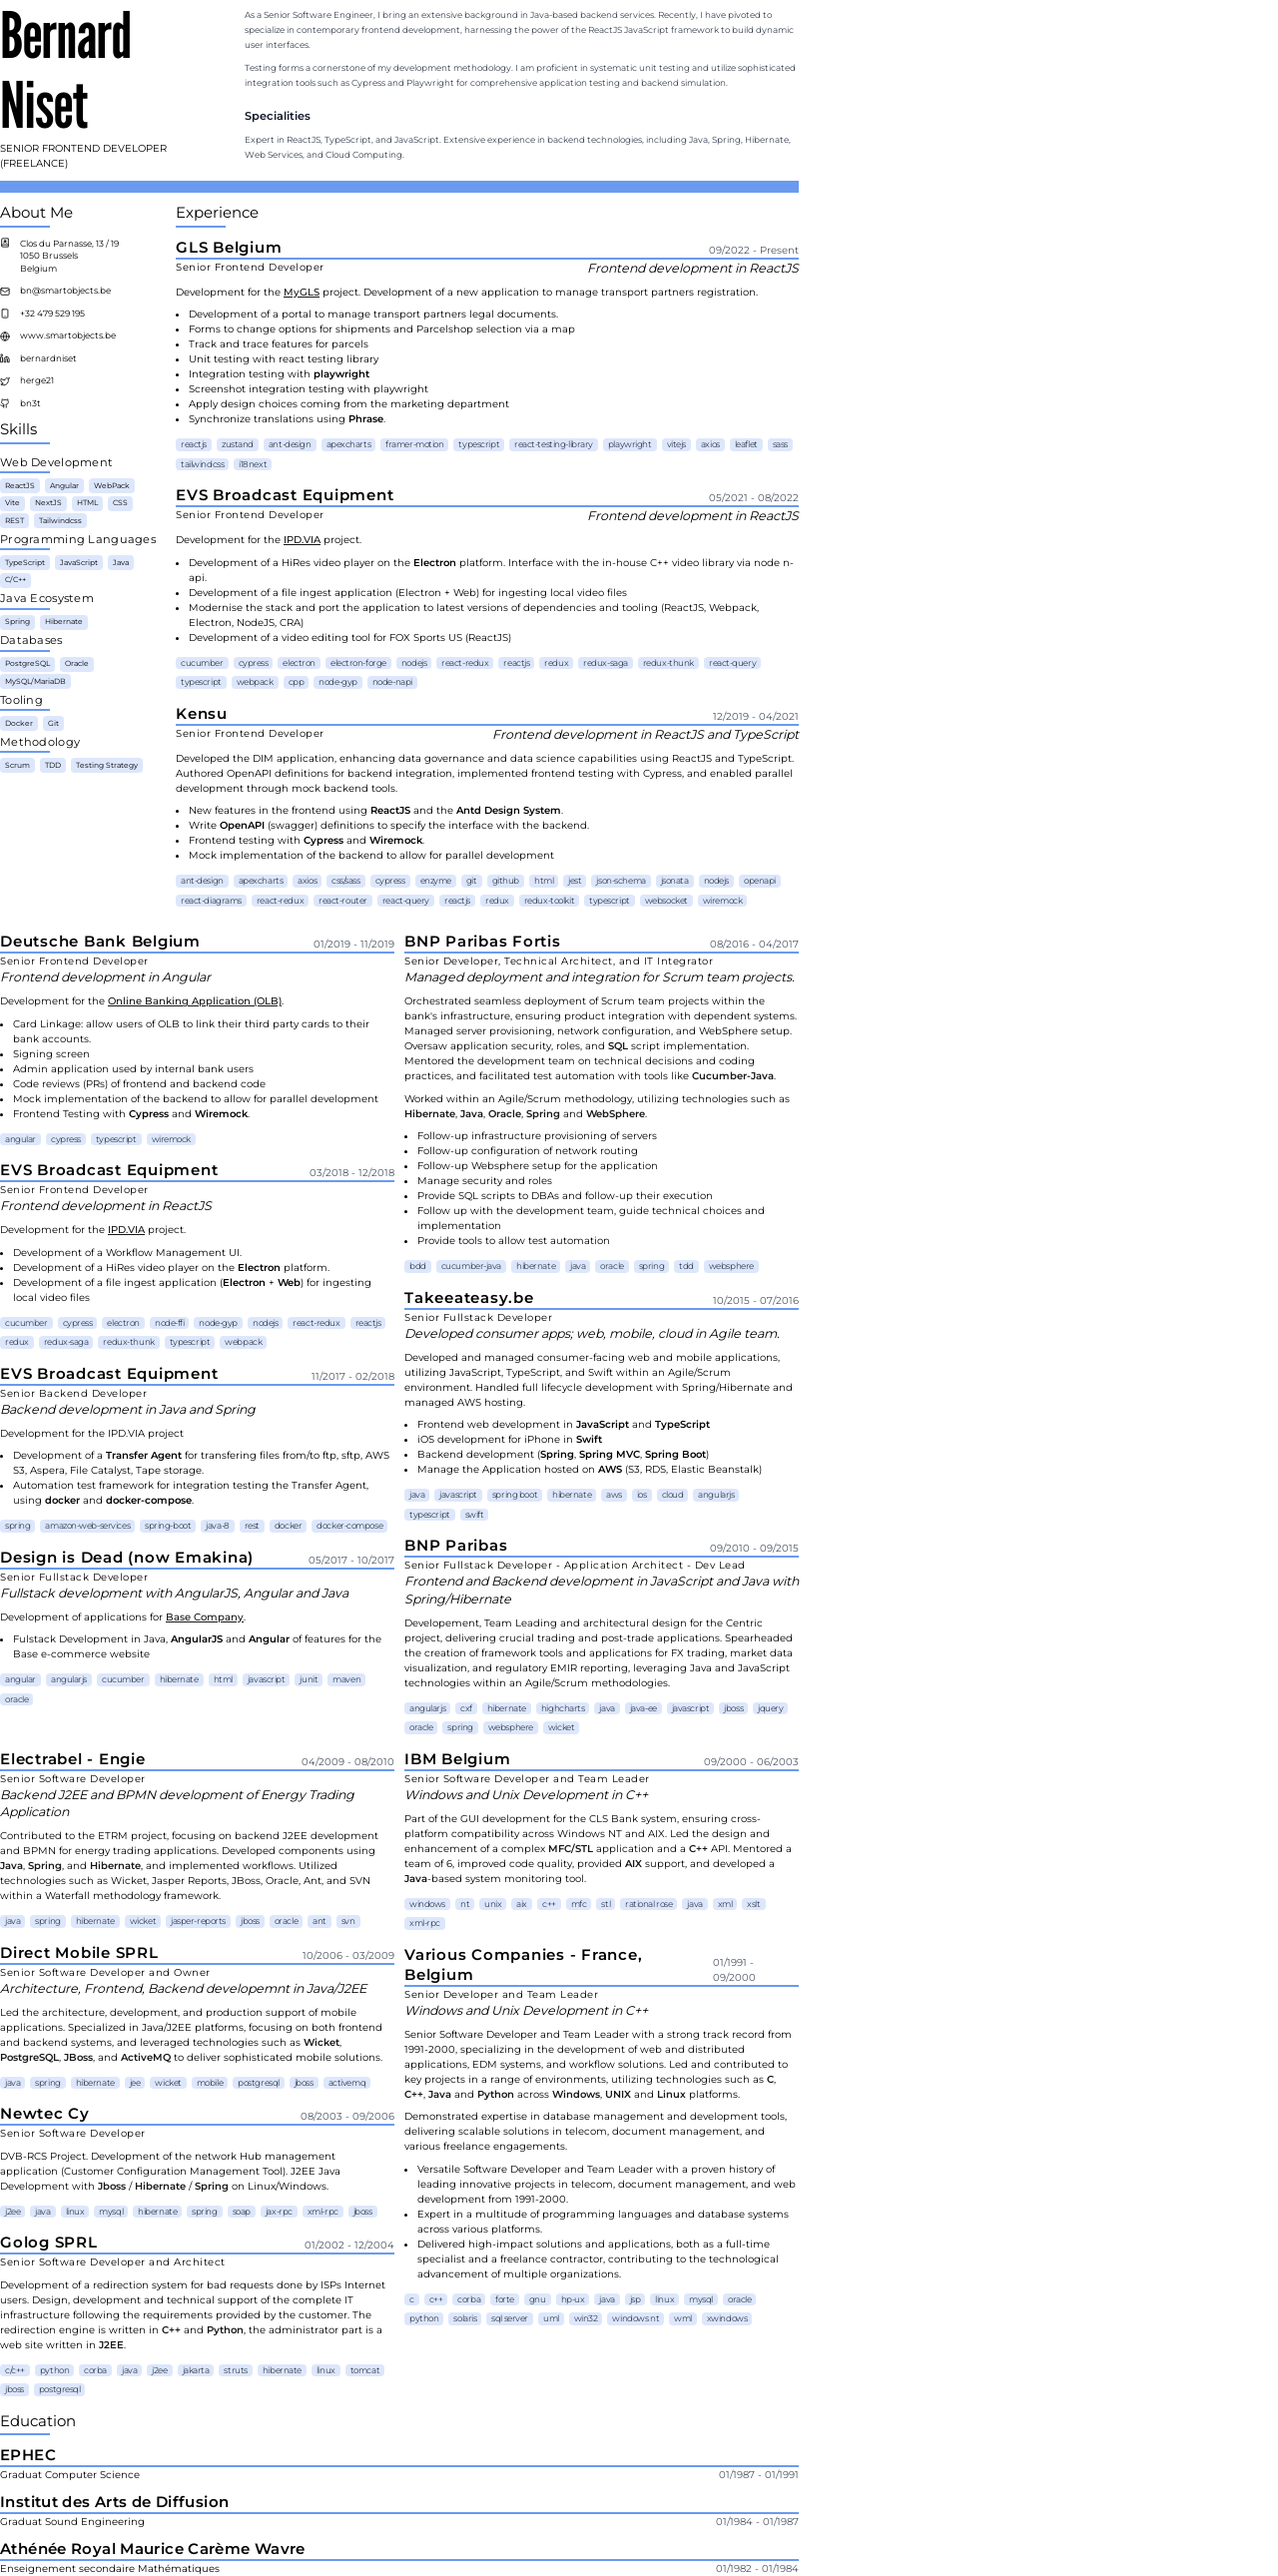 Bernard
Niset
SENIOR FRONTEND DEVELOPER
(FREELANCE)
As a Senior Software Engineer, I bring an extensive background in Java-based backend services. Recently, I have pivoted to
specialize in contemporary frontend development, harnessing the power of the ReactJS JavaScript framework to build dynamic
user interfaces.
Testing forms a cornerstone of my development methodology. I am proficient in systematic unit testing and utilize sophisticated
integration tools such as Cypress and Playwright for comprehensive application testing and backend simulation.
Specialities
Expert in ReactJS, TypeScript, and JavaScript. Extensive experience in backend technologies, including Java, Spring, Hibernate,
Web Services, and Cloud Computing.
About Me
Clos du Parnasse, 13 / 19
1050 Brussels
Belgium
bn@smartobjects.be
+32 479 529 195
www.smartobjects.be
bernardniset
herge21
bn3t
Skills
Web Development
ReactJS Angular WebPack
Vite NextJS HTML CSS
REST Tailwindcss
Programming Languages
TypeScript JavaScript Java
C/C++
Java Ecosystem
Spring Hibernate
Databases
PostgreSQL Oracle
MySQL/MariaDB
Tooling
Docker Git
Methodology
Scrum TDD Testing Strategy
Experience
GLS Belgium 09/2022 - Present
Senior Frontend Developer Frontend development in ReactJS
Development for the MyGLS project. Development of a new application to manage transport partners registration.
• Development of a portal to manage transport partners legal documents.
• Forms to change options for shipments and Parcelshop selection via a map
• Track and trace features for parcels
• Unit testing with react testing library
• Integration testing with playwright
• Screenshot integration testing with playwright
• Apply design choices coming from the marketing department
• Synchronize translations using Phrase.
reactjs zustand ant-design apexcharts framer-motion typescript react-testing-library playwright vitejs axios leaflet sass
tailwindcss i18next
EVS Broadcast Equipment 05/2021 - 08/2022
Senior Frontend Developer Frontend development in ReactJS
Development for the IPD.VIA project.
• Development of a HiRes video player on the Electron platform. Interface with the in-house C++ video library via node n-
api.
• Development of a file ingest application (Electron + Web) for ingesting local video files
• Modernise the stack and port the application to latest versions of dependencies and tooling (ReactJS, Webpack,
Electron, NodeJS, CRA)
• Development of a video editing tool for FOX Sports US (ReactJS)
cucumber cypress electron electron-forge nodejs react-redux reactjs redux redux-saga redux-thunk react-query
typescript webpack cpp node-gyp node-napi
Kensu 12/2019 - 04/2021
Senior Frontend Developer Frontend development in ReactJS and TypeScript
Developed the DIM application, enhancing data governance and data science capabilities using ReactJS and TypeScript.
Authored OpenAPI definitions for backend integration, implemented frontend testing with Cypress, and enabled parallel
development through mock backend tools.
• New features in the frontend using ReactJS and the Antd Design System.
• Write OpenAPI (swagger) definitions to specify the interface with the backend.
• Frontend testing with Cypress and Wiremock.
• Mock implementation of the backend to allow for parallel development
ant-design apexcharts axios css/sass cypress enzyme git github html jest json-schema jsonata nodejs openapi
react-diagrams react-redux react-router react-query reactjs redux redux-toolkit typescript websocket wiremock
Deutsche Bank Belgium 01/2019 - 11/2019
Senior Frontend Developer
Frontend development in Angular
Development for the Online Banking Application (OLB).
• Card Linkage: allow users of OLB to link their third party cards to their
bank accounts.
• Signing screen
• Admin application used by internal bank users
• Code reviews (PRs) of frontend and backend code
• Mock implementation of the backend to allow for parallel development
• Frontend Testing with Cypress and Wiremock.
angular cypress typescript wiremock
EVS Broadcast Equipment 03/2018 - 12/2018
Senior Frontend Developer
Frontend development in ReactJS
Development for the IPD.VIA project.
• Development of a Workflow Management UI.
• Development of a HiRes video player on the Electron platform.
• Development of a file ingest application (Electron + Web) for ingesting
local video files
cucumber cypress electron node-ffi node-gyp nodejs react-redux reactjs
redux redux-saga redux-thunk typescript webpack
EVS Broadcast Equipment 11/2017 - 02/2018
Senior Backend Developer
Backend development in Java and Spring
Development for the IPD.VIA project
• Development of a Transfer Agent for transfering files from/to ftp, sftp, AWS
S3, Aspera, File Catalyst, Tape storage.
• Automation test framework for integration testing the Transfer Agent,
using docker and docker-compose.
spring amazon-web-services spring-boot java-8 rest docker docker-compose
Design is Dead (now Emakina) 05/2017 - 10/2017
Senior Fullstack Developer
Fullstack development with AngularJS, Angular and Java
Development of applications for Base Company.
• Fulstack Development in Java, AngularJS and Angular of features for the
Base e-commerce website
angular angularjs cucumber hibernate html javascript junit maven
oracle
BNP Paribas Fortis 08/2016 - 04/2017
Senior Developer, Technical Architect, and IT Integrator
Managed deployment and integration for Scrum team projects.
Orchestrated seamless deployment of Scrum team projects within the
bank's infrastructure, ensuring product integration with dependent systems.
Managed server provisioning, network configuration, and WebSphere setup.
Oversaw application security, roles, and SQL script implementation.
Mentored the development team on technical decisions and coding
practices, and facilitated test automation with tools like Cucumber-Java.
Worked within an Agile/Scrum methodology, utilizing technologies such as
Hibernate, Java, Oracle, Spring and WebSphere.
• Follow-up infrastructure provisioning of servers
• Follow-up configuration of network routing
• Follow-up Websphere setup for the application
• Manage security and roles
• Provide SQL scripts to DBAs and follow-up their execution
• Follow up with the development team, guide technical choices and
implementation
• Provide tools to allow test automation
bdd cucumber-java hibernate java oracle spring tdd websphere
Takeeateasy.be 10/2015 - 07/2016
Senior Fullstack Developer
Developed consumer apps; web, mobile, cloud in Agile team.
Developed and managed consumer-facing web and mobile applications,
utilizing JavaScript, TypeScript, and Swift within an Agile/Scrum
environment. Handled full lifecycle development with Spring/Hibernate and
managed AWS hosting.
• Frontend web development in JavaScript and TypeScript
• iOS development for iPhone in Swift
• Backend development (Spring, Spring MVC, Spring Boot)
• Manage the Application hosted on AWS (S3, RDS, Elastic Beanstalk)
java javascript spring boot hibernate aws ios cloud angularjs
typescript swift
BNP Paribas 09/2010 - 09/2015
Senior Fullstack Developer - Application Architect - Dev Lead
Frontend and Backend development in JavaScript and Java with
Spring/Hibernate
Developement, Team Leading and architectural design for the Centric
project, delivering crucial trading and post-trade applications. Spearheaded
the creation of framework tools and applications for FX trading, market data
visualization, and regulatory EMIR reporting, leveraging Java and JavaScript
technologies within an Agile/Scrum methodologies.
angularjs cxf hibernate highcharts java java-ee javascript jboss jquery
oracle spring websphere wicket
Electrabel - Engie 04/2009 - 08/2010
Senior Software Developer
Backend J2EE and BPMN development of Energy Trading
Application
Contributed to the ETRM project, focusing on backend J2EE development
and BPMN for energy trading applications. Developed components using
Java, Spring, and Hibernate, and implemented workflows. Utilized
technologies such as Wicket, Jasper Reports, JBoss, Oracle, Ant, and SVN
within a Waterfall methodology framework.
java spring hibernate wicket jasper-reports jboss oracle ant svn
Direct Mobile SPRL 10/2006 - 03/2009
Senior Software Developer and Owner
Architecture, Frontend, Backend developemnt in Java/J2EE
Led the architecture, development, and production support of mobile
applications. Specialized in Java/J2EE platforms, focusing on both frontend
and backend systems, and leveraged technologies such as Wicket,
PostgreSQL, JBoss, and ActiveMQ to deliver sophisticated mobile solutions.
java spring hibernate jee wicket mobile postgresql jboss activemq
Newtec Cy 08/2003 - 09/2006
Senior Software Developer
DVB-RCS Project. Development of the network Hub management
application (Customer Configuration Management Tool). J2EE Java
Development with Jboss / Hibernate / Spring on Linux/Windows.
j2ee java linux mysql hibernate spring soap jax-rpc xml-rpc jboss
Golog SPRL 01/2002 - 12/2004
Senior Software Developer and Architect
Development of a redirection system for bad requests done by ISPs Internet
users. Design, development and technical support of the complete IT
infrastructure following the requirements provided by the customer. The
redirection engine is written in C++ and Python, the administrator part is a
web site written in J2EE.
c/c++ python corba java j2ee jakarta struts hibernate linux tomcat
jboss postgresql
IBM Belgium 09/2000 - 06/2003
Senior Software Developer and Team Leader
Windows and Unix Development in C++
Part of the GUI development for the CLS Bank system, ensuring cross-
platform compatibility across Windows NT and AIX. Led the design and
enhancement of a complex MFC/STL application and a C++ API. Mentored a
team of 6, improved code quality, provided AIX support, and developed a
Java-based system monitoring tool.
windows nt unix aix c++ mfc stl rational rose java xml xslt
xml-rpc
Various Companies - France, 01/1991 -
Belgium 09/2000
Senior Developer and Team Leader
Windows and Unix Development in C++
Senior Software Developer and Team Leader with a strong track record from
1991-2000, specializing in the development of web and distributed
applications, EDM systems, and workflow solutions. Led and contributed to
key projects in a range of environments, utilizing technologies such as C,
C++, Java and Python across Windows, UNIX and Linux platforms.
Demonstrated expertise in database management and development tools,
delivering scalable solutions in telecom, document management, and
various freelance engagements.
• Versatile Software Developer and Team Leader with a proven history of
leading innovative projects in telecom, document management, and web
development from 1991-2000.
• Expert in a multitude of programming languages and database systems
across various platforms.
• Delivered high-impact solutions and applications, both as a full-time
specialist and a freelance contractor, contributing to the technological
advancement of multiple organizations.
c c++ corba forte gnu hp-ux java jsp linux mysql oracle
python solaris sql server uml win32 windows nt wml xwindows
Education
EPHEC
Graduat Computer Science 01/1987 - 01/1991
Institut des Arts de Diffusion
Graduat Sound Engineering 01/1984 - 01/1987
Athénée Royal Maurice Carème Wavre
Enseignement secondaire Mathématiques 01/1982 - 01/1984